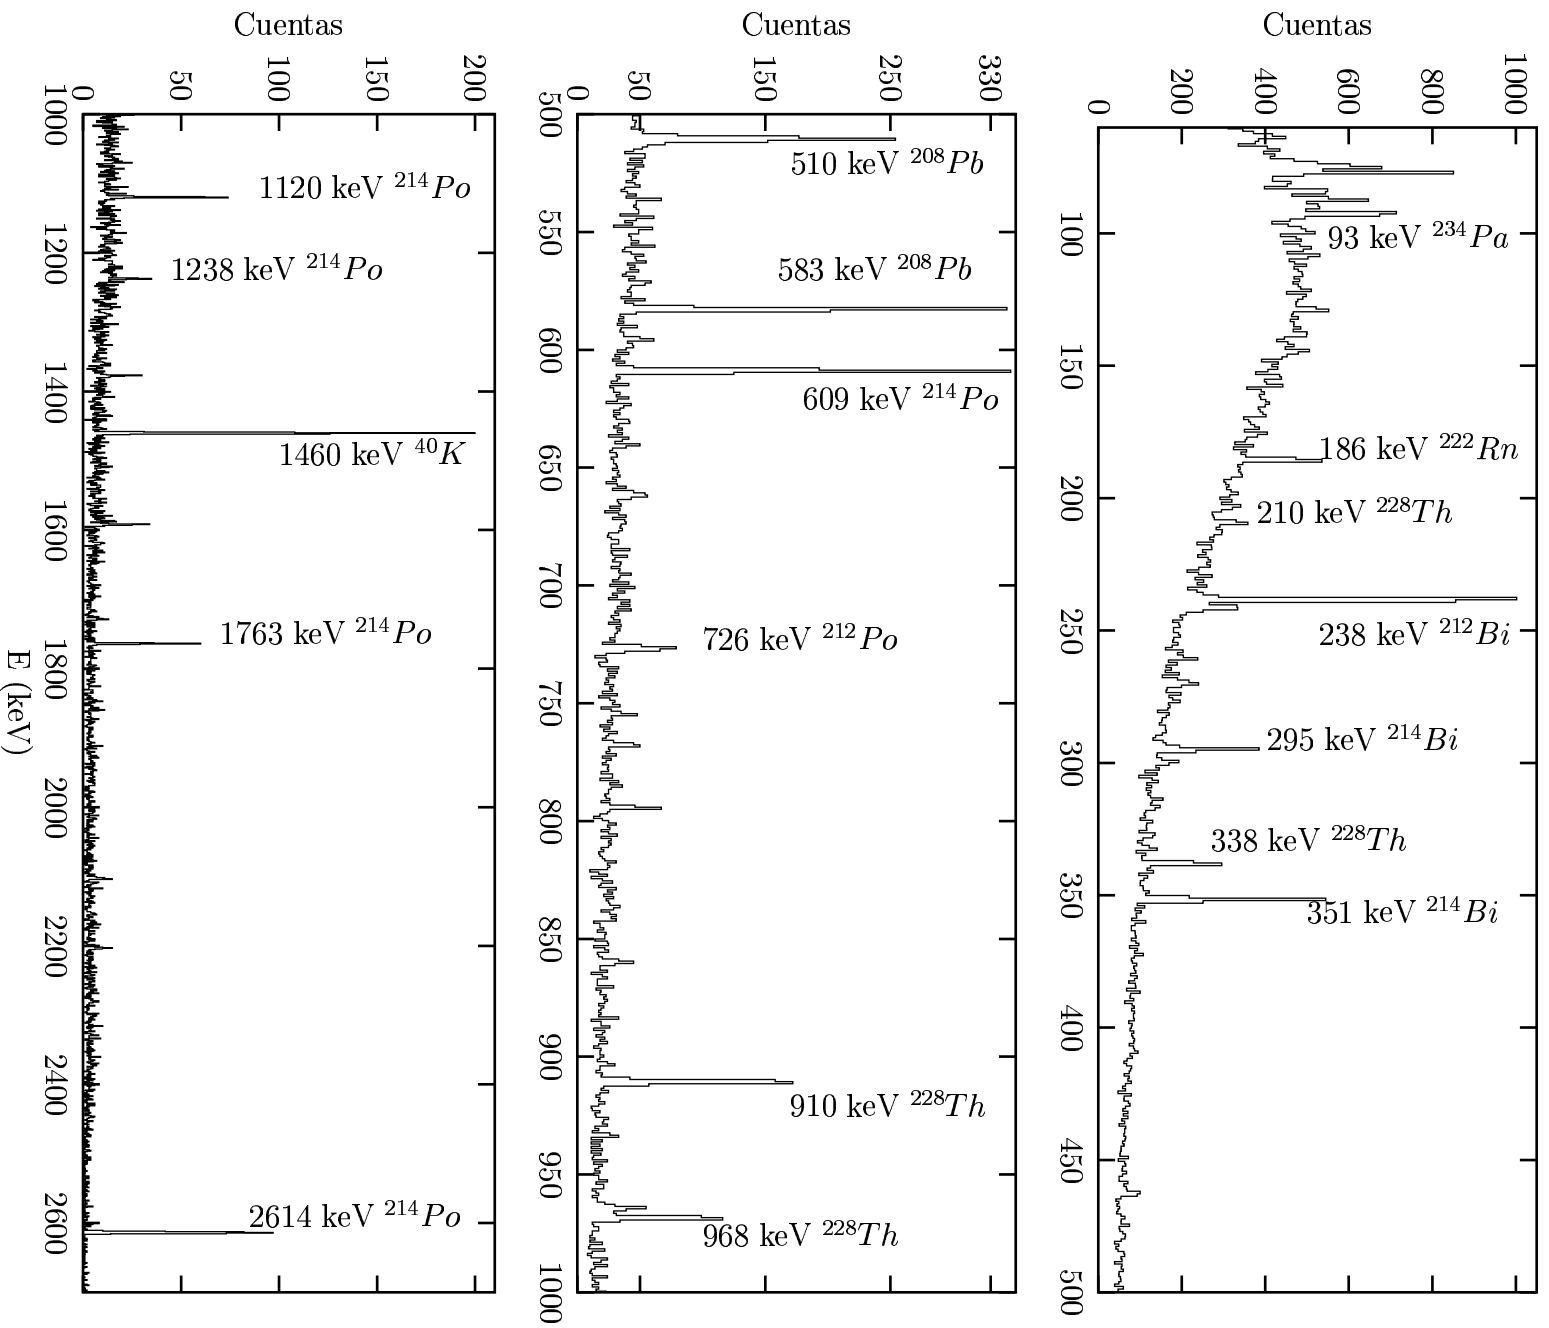 Cuentas
0
200
400
600
800
1000
100
150
200
250
300
350
400
450
500
93 keV ²³⁴Pa
186 keV ²²²Rn
210 keV ²²⁸Th
238 keV ²¹²Bi
295 keV ²¹⁴Bi
338 keV ²²⁸Th
351 keV ²¹⁴Bi
Cuentas
0
50
150
250
330
500
550
600
650
700
750
800
850
900
950
1000
510 keV ²⁰⁸Pb
583 keV ²⁰⁸Pb
609 keV ²¹⁴Po
726 keV ²¹²Po
910 keV ²²⁸Th
968 keV ²²⁸Th
Cuentas
0
50
100
150
200
1000
1200
1400
1600
1800
2000
2200
2400
2600
1120 keV ²¹⁴Po
1238 keV ²¹⁴Po
1460 keV ⁴⁰K
1763 keV ²¹⁴Po
2614 keV ²¹⁴Po
E (keV)